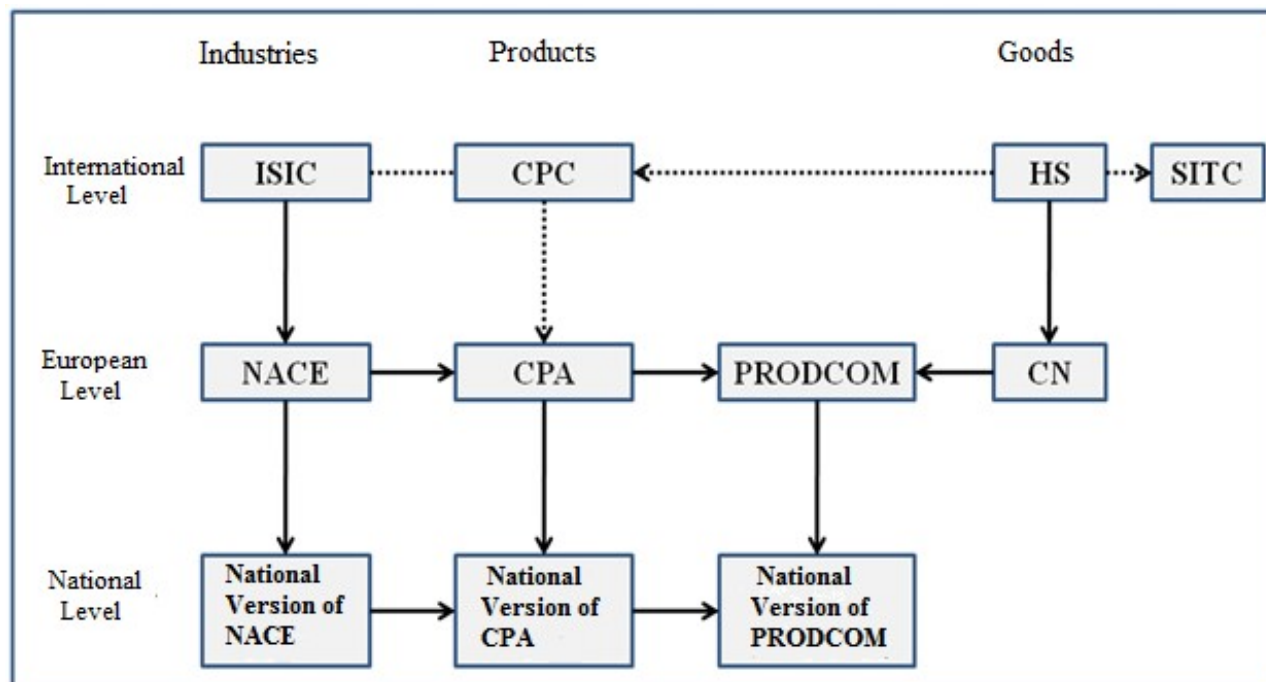 Industries
Products
Goods
International
Level
ISIC
CPC
HS
SITC
European
Level
NACE
CPA
PRODCOM
CN
National
Level
National
Version of
NACE
National
Version of
CPA
National
Version of
PRODCOM